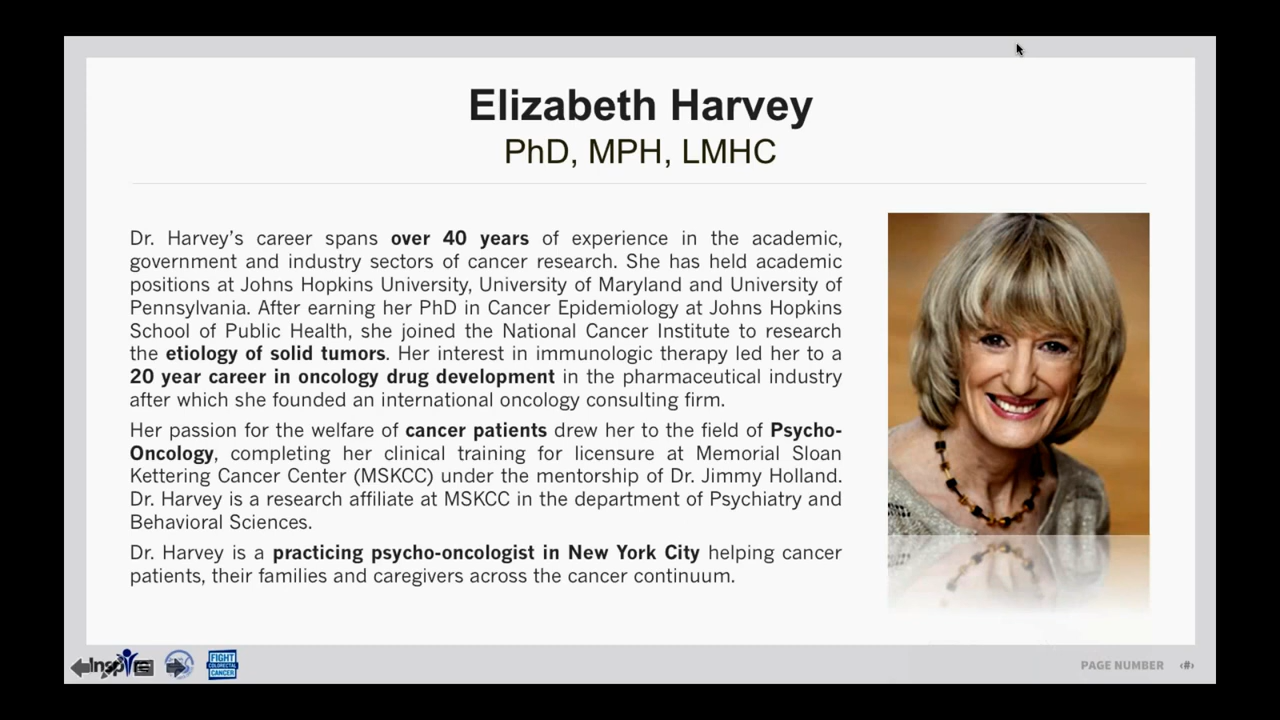 Elizabeth Harvey
PhD, MPH, LMHC
Dr. Harvey’s career spans over 40 years of experience in the academic,
government and industry sectors of cancer research. She has held academic
positions at Johns Hopkins University, University of Maryland and University of
Pennsylvania. After earning her PhD in Cancer Epidemiology at Johns Hopkins
School of Public Health, she joined the National Cancer Institute to research
the etiology of solid tumors. Her interest in immunologic therapy led her to a
20 year career in oncology drug development in the pharmaceutical industry
after which she founded an international oncology consulting firm.
Her passion for the welfare of cancer patients drew her to the field of Psycho-
Oncology, completing her clinical training for licensure at Memorial Sloan
Kettering Cancer Center (MSKCC) under the mentorship of Dr. Jimmy Holland.
Dr. Harvey is a research affiliate at MSKCC in the department of Psychiatry and
Behavioral Sciences.
Dr. Harvey is a practicing psycho-oncologist in New York City helping cancer
patients, their families and caregivers across the cancer continuum.
FIGHT
COLORECTAL
CANCER
PAGE NUMBER ‹#›